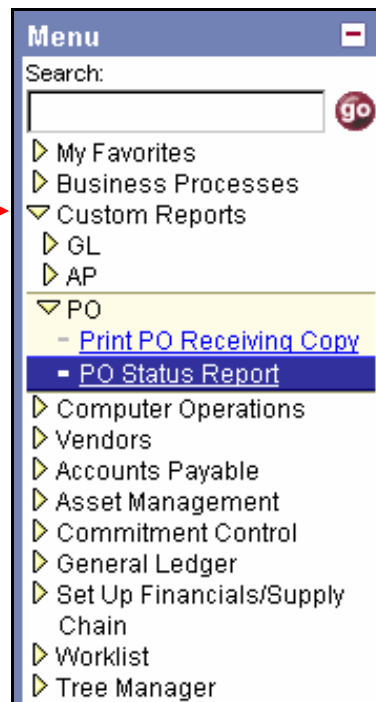 Menu
Search:
go
My Favorites
Business Processes
Custom Reports
GL
AP
PO
Print PO Receiving Copy
PO Status Report
Computer Operations
Vendors
Accounts Payable
Asset Management
Commitment Control
General Ledger
Set Up Financials/Supply
Chain
Worklist
Tree Manager